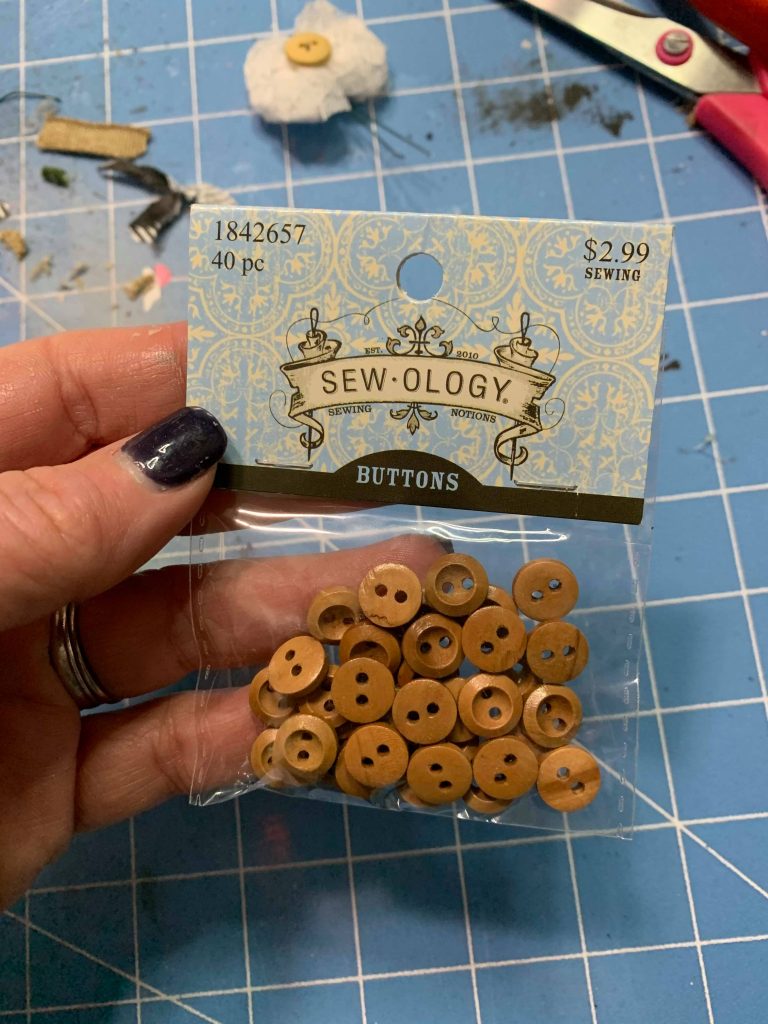 1842657
40 pc
$2.99
SEWING
EST. 2010
SEW·OLOGY®
SEWING NOTIONS
BUTTONS